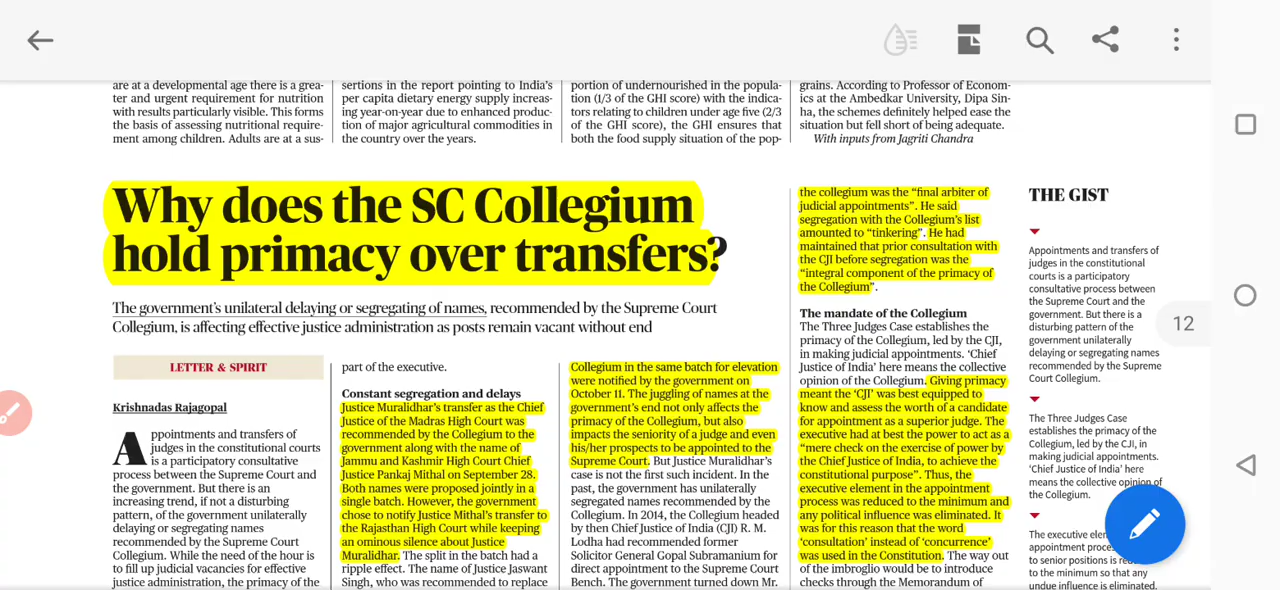 are at a developmental age there is a grea-
ter and urgent requirement for nutrition
with results particularly visible. This forms
the basis of assessing nutritional require-
ment among children. Adults are at a sus-
sertions in the report pointing to India's
per capita dietary energy supply increas-
ing year-on-year due to enhanced produc-
tion of major agricultural commodities in
the country over the years.
portion of undernourished in the popula-
tion (1/3 of the GHI score) with the indica-
tors relating to children under age five (2/3
of the GHI score), the GHI ensures that
both the food supply situation of the pop-
grains. According to Professor of Econom-
ics at the Ambedkar University, Dipa Sin-
ha, the schemes definitely helped ease the
situation but fell short of being adequate.
With inputs from Jagriti Chandra
Why does the SC Collegium
hold primacy over transfers?
The government's unilateral delaying or segregating of names, recommended by the Supreme Court
Collegium, is affecting effective justice administration as posts remain vacant without end
LETTER & SPIRIT
Krishnadas Rajagopal
Appointments and transfers of
judges in the constitutional courts
is a participatory consultative
process between the Supreme Court and
the government. But there is an
increasing trend, if not a disturbing
pattern, of the government unilaterally
delaying or segregating names
recommended by the Supreme Court
Collegium. While the need of the hour is
to fill up judicial vacancies for effective
justice administration, the primacy of the
part of the executive.
Constant segregation and delays
Justice Muralidhar's transfer as the Chief
Justice of the Madras High Court was
recommended by the Collegium to the
government along with the name of
Jammu and Kashmir High Court Chief
Justice Pankaj Mithal on September 28.
Both names were proposed jointly in a
single batch. However, the government
chose to notify Justice Mithal's transfer to
the Rajasthan High Court while keeping
an ominous silence about Justice
Muralidhar. The split in the batch had a
ripple effect. The name of Justice Jaswant
Singh, who was recommended to replace
Collegium in the same batch for elevation
were notified by the government on
October 11. The juggling of names at the
government's end not only affects the
primacy of the Collegium, but also
impacts the seniority of a judge and even
his/her prospects to be appointed to the
Supreme Court. But Justice Muralidhar's
case is not the first such incident. In the
past, the government has unilaterally
segregated names recommended by the
Collegium. In 2014, the Collegium headed
by then Chief Justice of India (CJI) R. M.
Lodha had recommended former
Solicitor General Gopal Subramanium for
direct appointment to the Supreme Court
Bench. The government turned down Mr.
the collegium was the "final arbiter of
judicial appointments". He said
segregation with the Collegium's list
amounted to "tinkering". He had
maintained that prior consultation with
the CJI before segregation was the
"integral component of the primacy of
the Collegium".
The mandate of the Collegium
The Three Judges Case establishes the
primacy of the Collegium, led by the CJI,
in making judicial appointments. 'Chief
Justice of India' here means the collective
opinion of the Collegium. Giving primacy
meant the 'CJI' was best equipped to
know and assess the worth of a candidate
for appointment as a superior judge. The
executive had at best the power to act as a
"mere check on the exercise of power by
the Chief Justice of India, to achieve the
constitutional purpose". Thus, the
executive element in the appointment
process was reduced to the minimum and
any political influence was eliminated. It
was for this reason that the word
'consultation' instead of 'concurrence'
was used in the Constitution. The way out
of the imbroglio would be to introduce
checks through the Memorandum of
THE GIST
Appointments and transfers of
judges in the constitutional
courts is a participatory
consultative process between
the Supreme Court and the
government. But there is a
disturbing pattern of the
government unilaterally
delaying or segregating names
recommended by the Supreme
Court Collegium.
The Three Judges Case
establishes the primacy of the
Collegium, led by the CJI, in
making judicial appointments.
'Chief Justice of India' here
means the collective opinion of
the Collegium.
The executive
appointment
to senior positions is
to the minimum so that any
undue influence is eliminated.
12